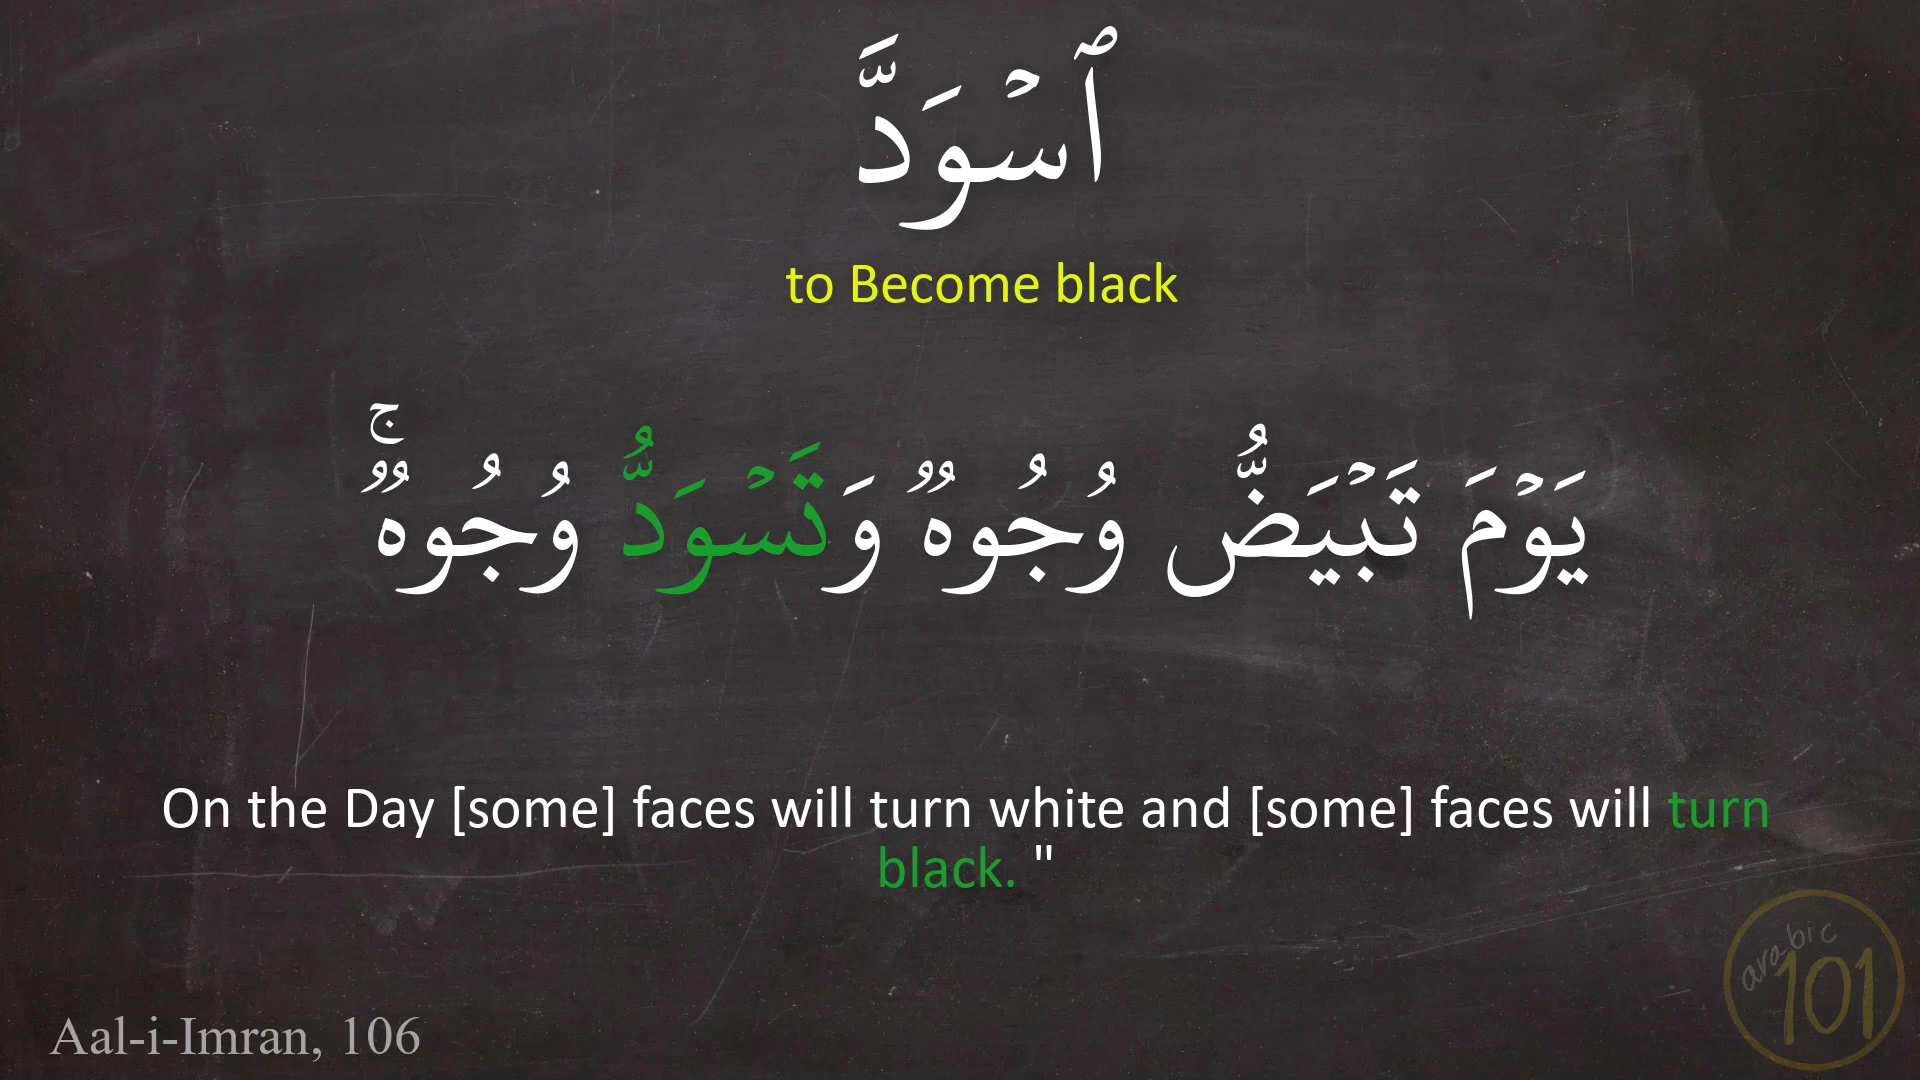 ٱسۡوَدَّ
to Become black
يَوۡمَ تَبۡيَضُّ وُجُوهٌ وَتَسۡوَدُّ وُجُوهٌۚ
On the Day [some] faces will turn white and [some] faces will turn
black. "
Aal-i-Imran, 106
arabic
101